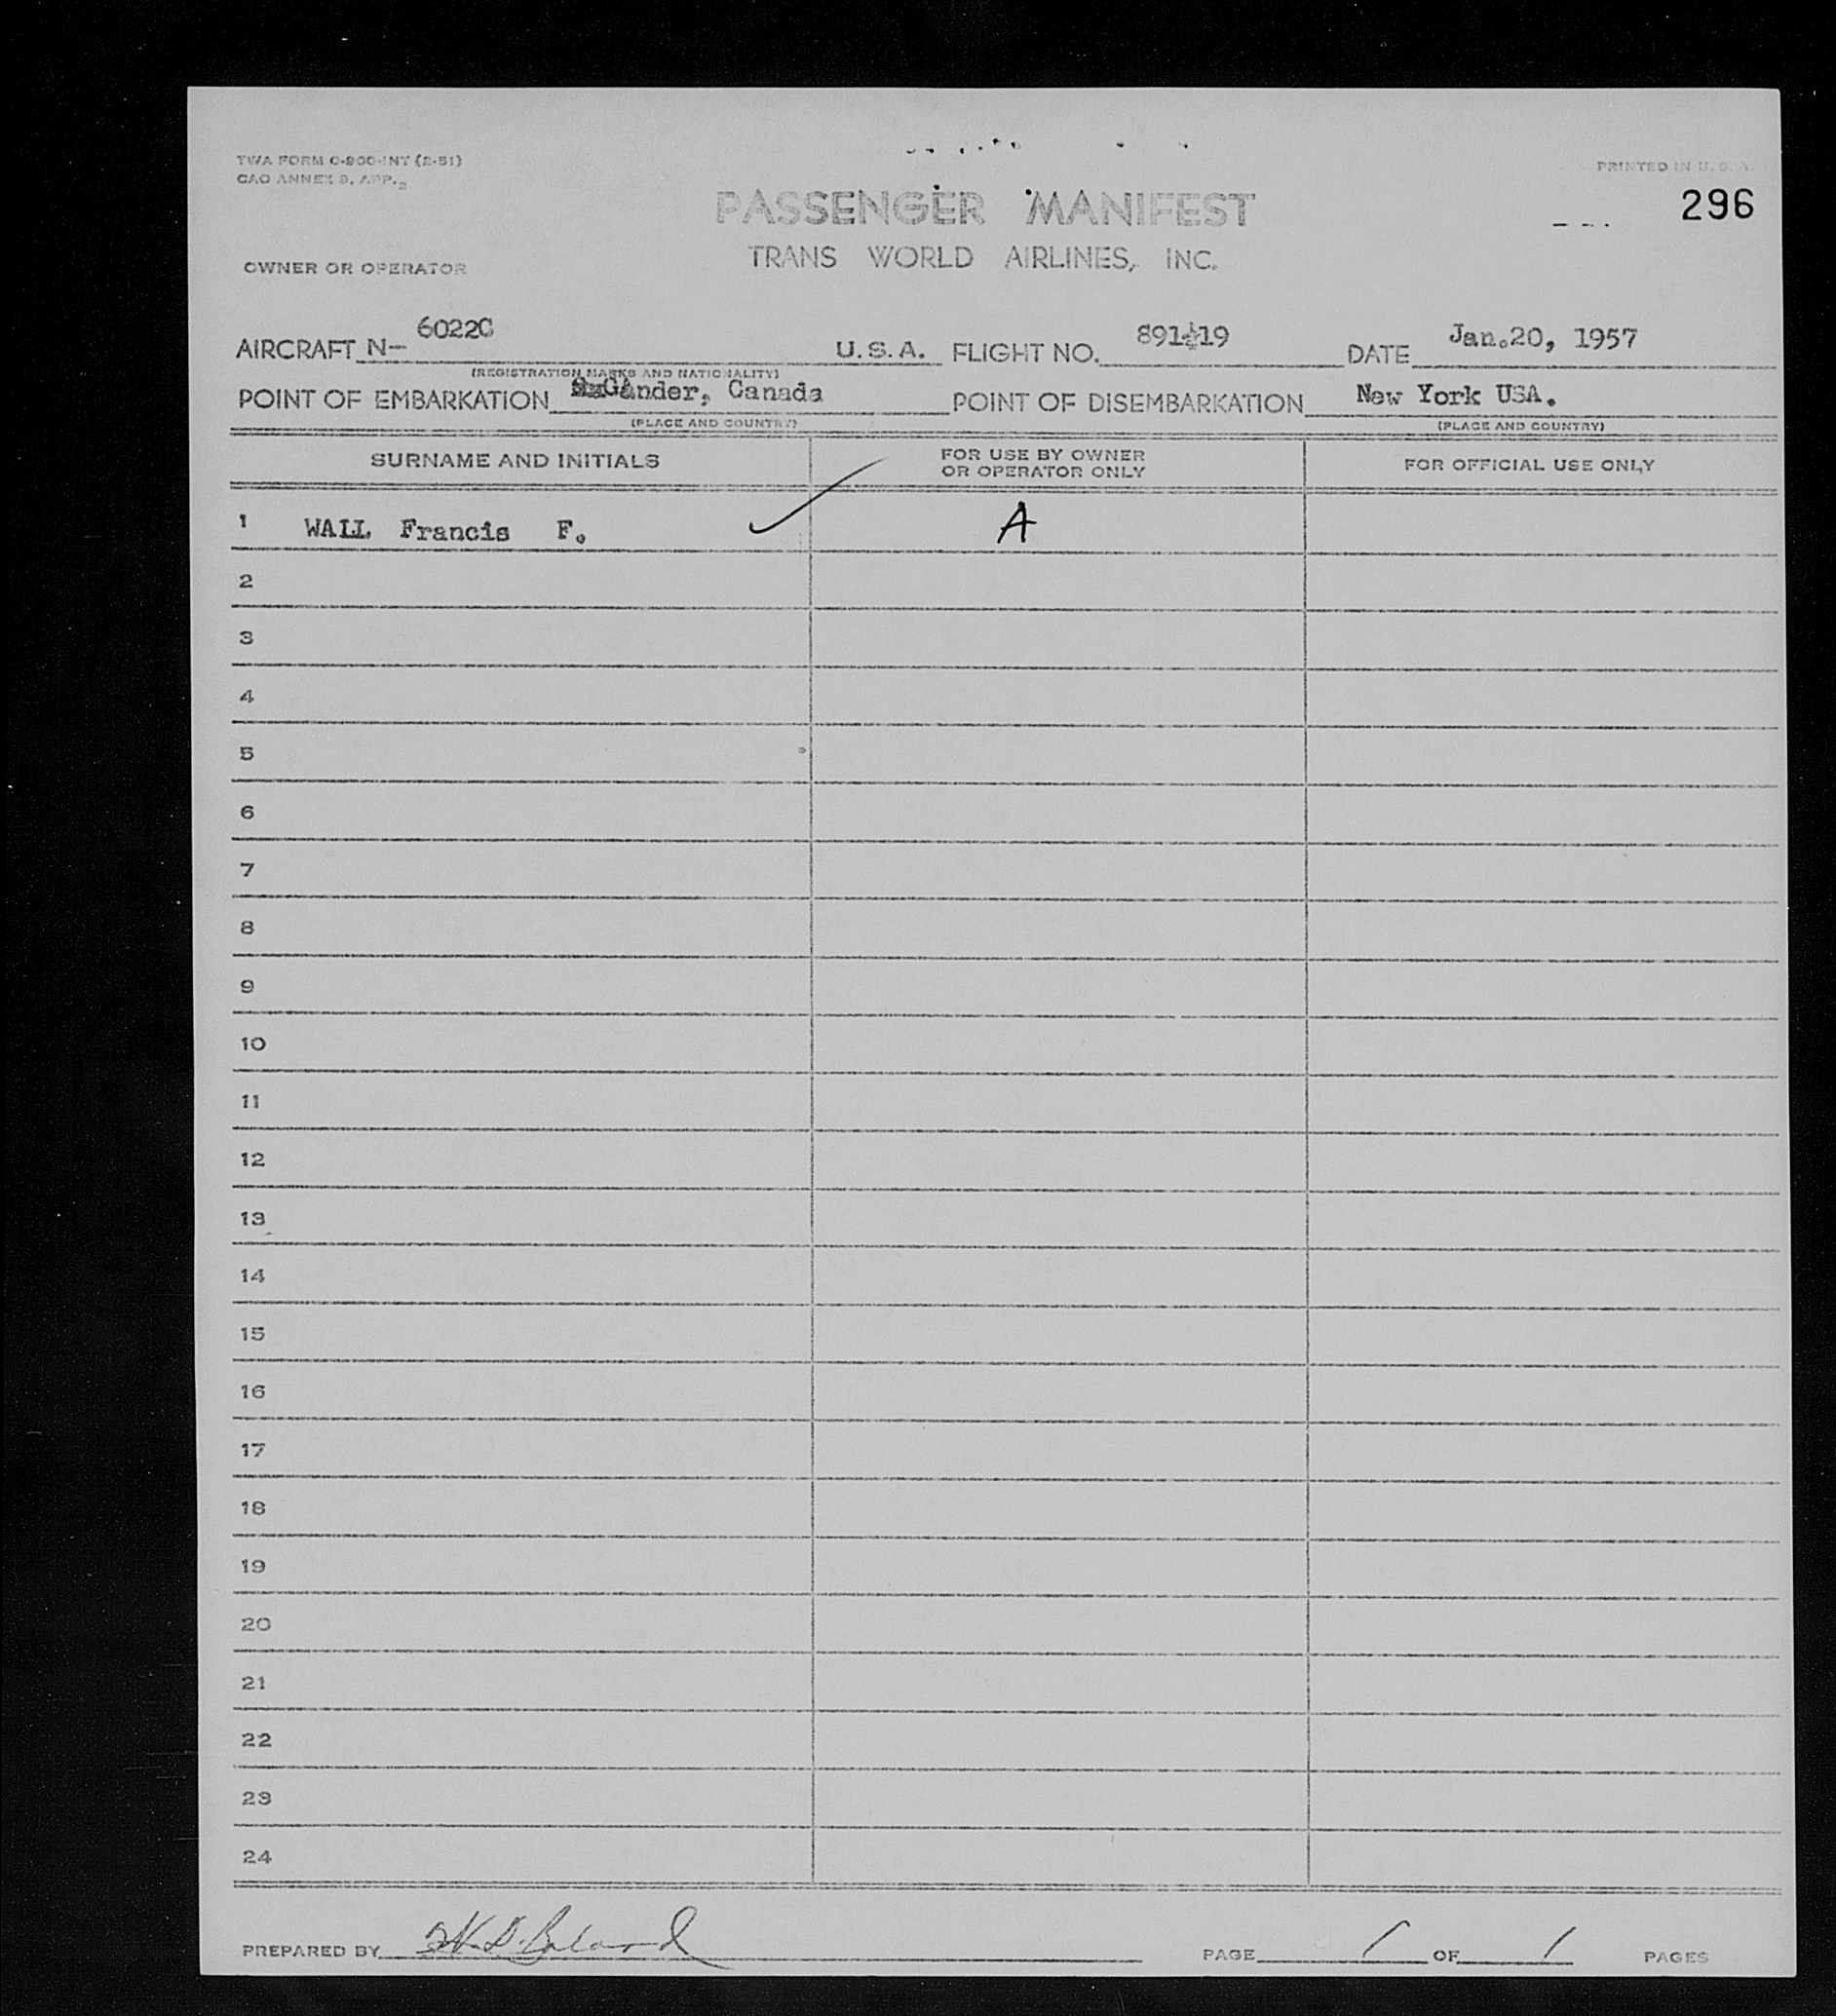 TWA FORM O-800-INT (2-51)
CAO ANNEX 9, APP. 2
PRINTED IN U. S. A.
296
PASSENGER MANIFEST
TRANS WORLD AIRLINES, INC.
OWNER OR OPERATOR
AIRCRAFT N- 6022C U. S. A. FLIGHT NO. DATE Jan.20, 1957
(REGISTRATION MARKS AND NATIONALITY)
POINT OF EMBARKATION Gander, Canada POINT OF DISEMBARKATION New York USA.
(PLACE AND COUNTRY) (PLACE AND COUNTRY)
SURNAME AND INITIALS FOR USE BY OWNER OR OPERATOR ONLY FOR OFFICIAL USE ONLY
1 WALL Francis F. A
2
3
4
5
6
7
8
9
10
11
12
13
14
15
16
17
18
19
20
21
22
23
24
PREPARED BY PAGE 1 OF 1 PAGES